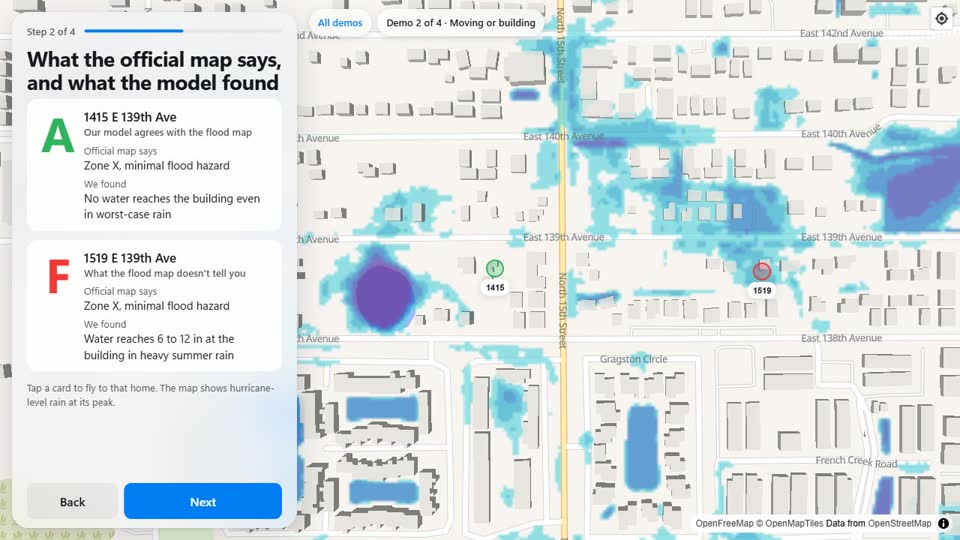 Step 2 of 4
What the official map says,
and what the model found
A
1415 E 139th Ave
Our model agrees with the flood map
Official map says
Zone X, minimal flood hazard
We found
No water reaches the building even
in worst-case rain
F
1519 E 139th Ave
What the flood map doesn't tell you
Official map says
Zone X, minimal flood hazard
We found
Water reaches 6 to 12 in at the
building in heavy summer rain
Tap a card to fly to that home. The map shows hurricane-
level rain at its peak.
Back
Next
All demos
Demo 2 of 4 · Moving or building
nd Avenue
East 142nd Avenue
North 15th Street
th Avenue
East 140th Avenue
East 140th Avenue
th Avenue
East 139th Avenue
East 139th Avenue
1415
1519
North 15th Street
th Avenue
East 138th Avenue
Gragston Circle
French Creek Road
OpenFreeMap © OpenMapTiles Data from OpenStreetMap